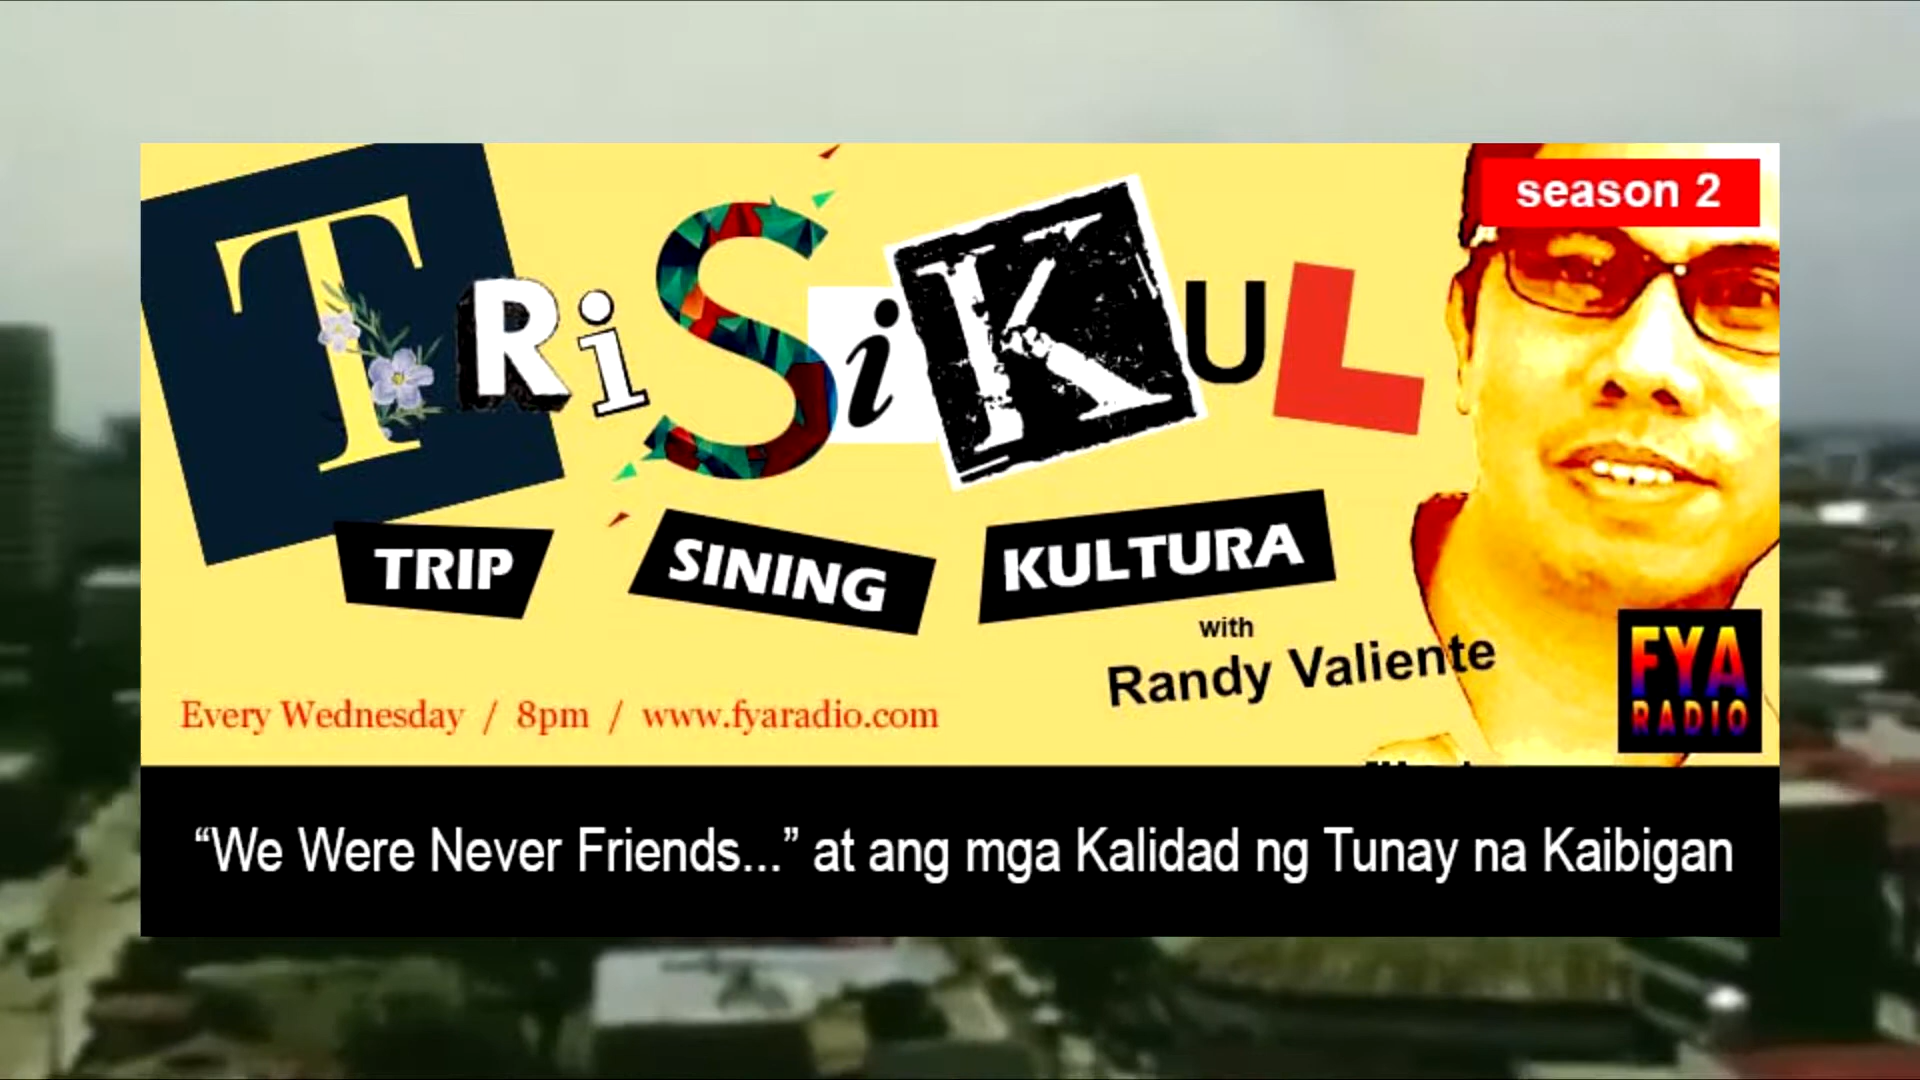 season 2
TRiSiKUL
TRIP SINING KULTURA
with
Randy Valiente
Every Wednesday / 8pm / www.fyaradio.com
FYA
RADIO
“We Were Never Friends...” at ang mga Kalidad ng Tunay na Kaibigan